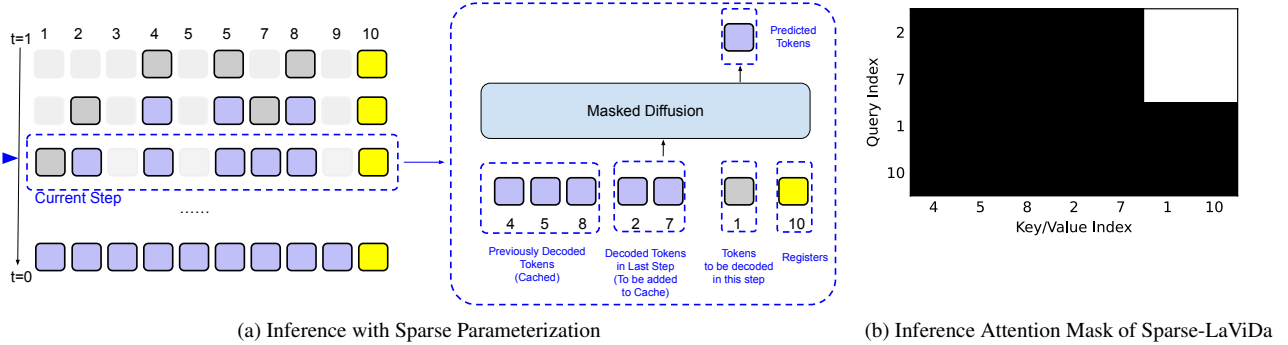 t=1
1 2 3 4 5 5 7 8 9 10
Current Step
......
t=0
Predicted
Tokens
Masked Diffusion
4 5 8 2 7 1 10
Previously Decoded
Tokens
(Cached)
Decoded Tokens
in Last Step
(To be added
to Cache)
Tokens
to be decoded
in this step
Registers
(a) Inference with Sparse Parameterization
Query Index
2
7
1
10
4 5 8 2 7 1 10
Key/Value Index
(b) Inference Attention Mask of Sparse-LaViDa